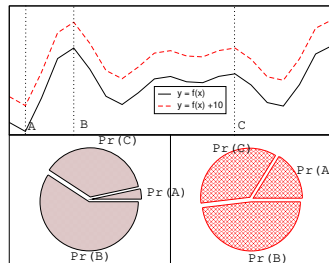 A
B
C
y = f(x)
y = f(x) +10
Pr(C)
Pr(A)
Pr(B)
Pr(C)
Pr(A
Pr(B)